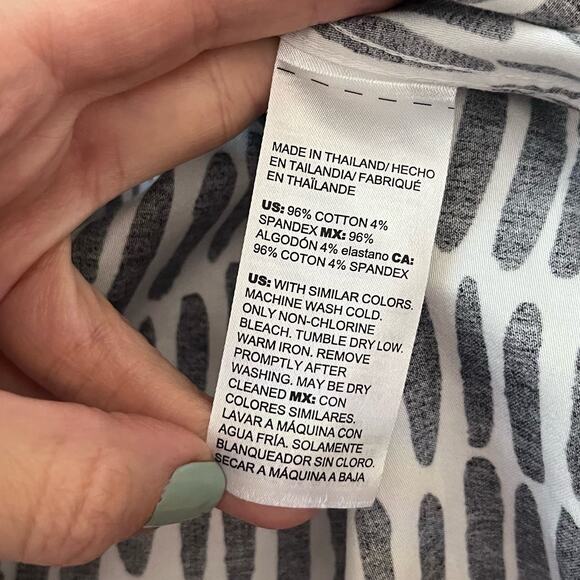 MADE IN THAILAND/ HECHO
EN TAILANDIA/ FABRIQUÉ
EN THAÏLANDE
US: 96% COTTON 4%
SPANDEX MX: 96%
ALGODÓN 4% elastano CA:
96% COTON 4% SPANDEX
US: WITH SIMILAR COLORS.
MACHINE WASH COLD.
ONLY NON-CHLORINE
BLEACH. TUMBLE DRY LOW.
WARM IRON. REMOVE
PROMPTLY AFTER
WASHING. MAY BE DRY
CLEANED MX: CON
COLORES SIMILARES.
LAVAR A MÁQUINA CON
AGUA FRÍA. SOLAMENTE
BLANQUEADOR SIN CLORO.
SECAR A MÁQUINA A BAJA